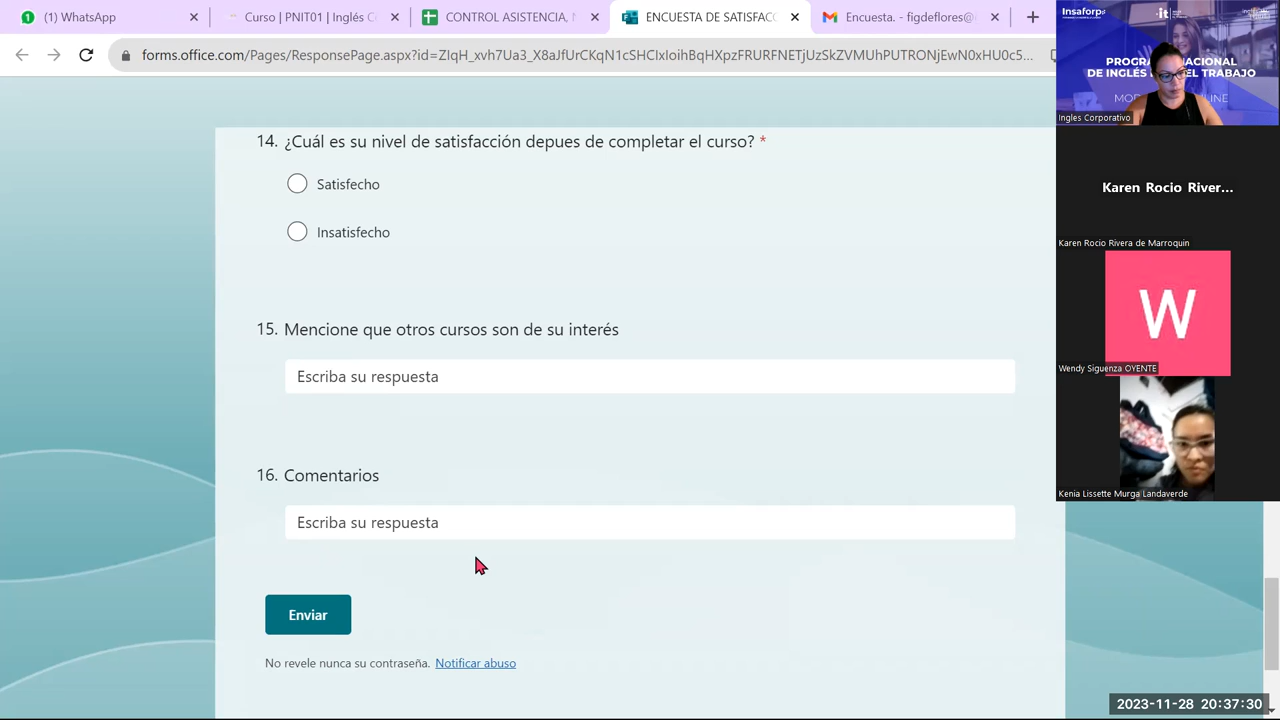 (1) WhatsApp
Curso | PNIT01 | Ing
CONTROL ASIST
ENCUESTA DE SATISFACC
Encuesta. - egdeflores@
forms.office.com/Pages/ResponsePage.aspx?id=
14. ¿Cuál es su nivel de satisfacción depues de completar el curso? *
Satisfecho
Insatisfecho
15. Mencione que otros cursos son de su interés
Escriba su respuesta
16. Comentarios
Escriba su respuesta
Enviar
No revele nunca su contraseña. Notificar abuso
Insaforp
it
Ingles Corporativo
Karen Rocio River...
Karen Rocio Rivera de Marroquin
W
Wendy Siguenza OYENTE
Kenia Lissette Murga Landaverde
2023-11-28 20:37:30